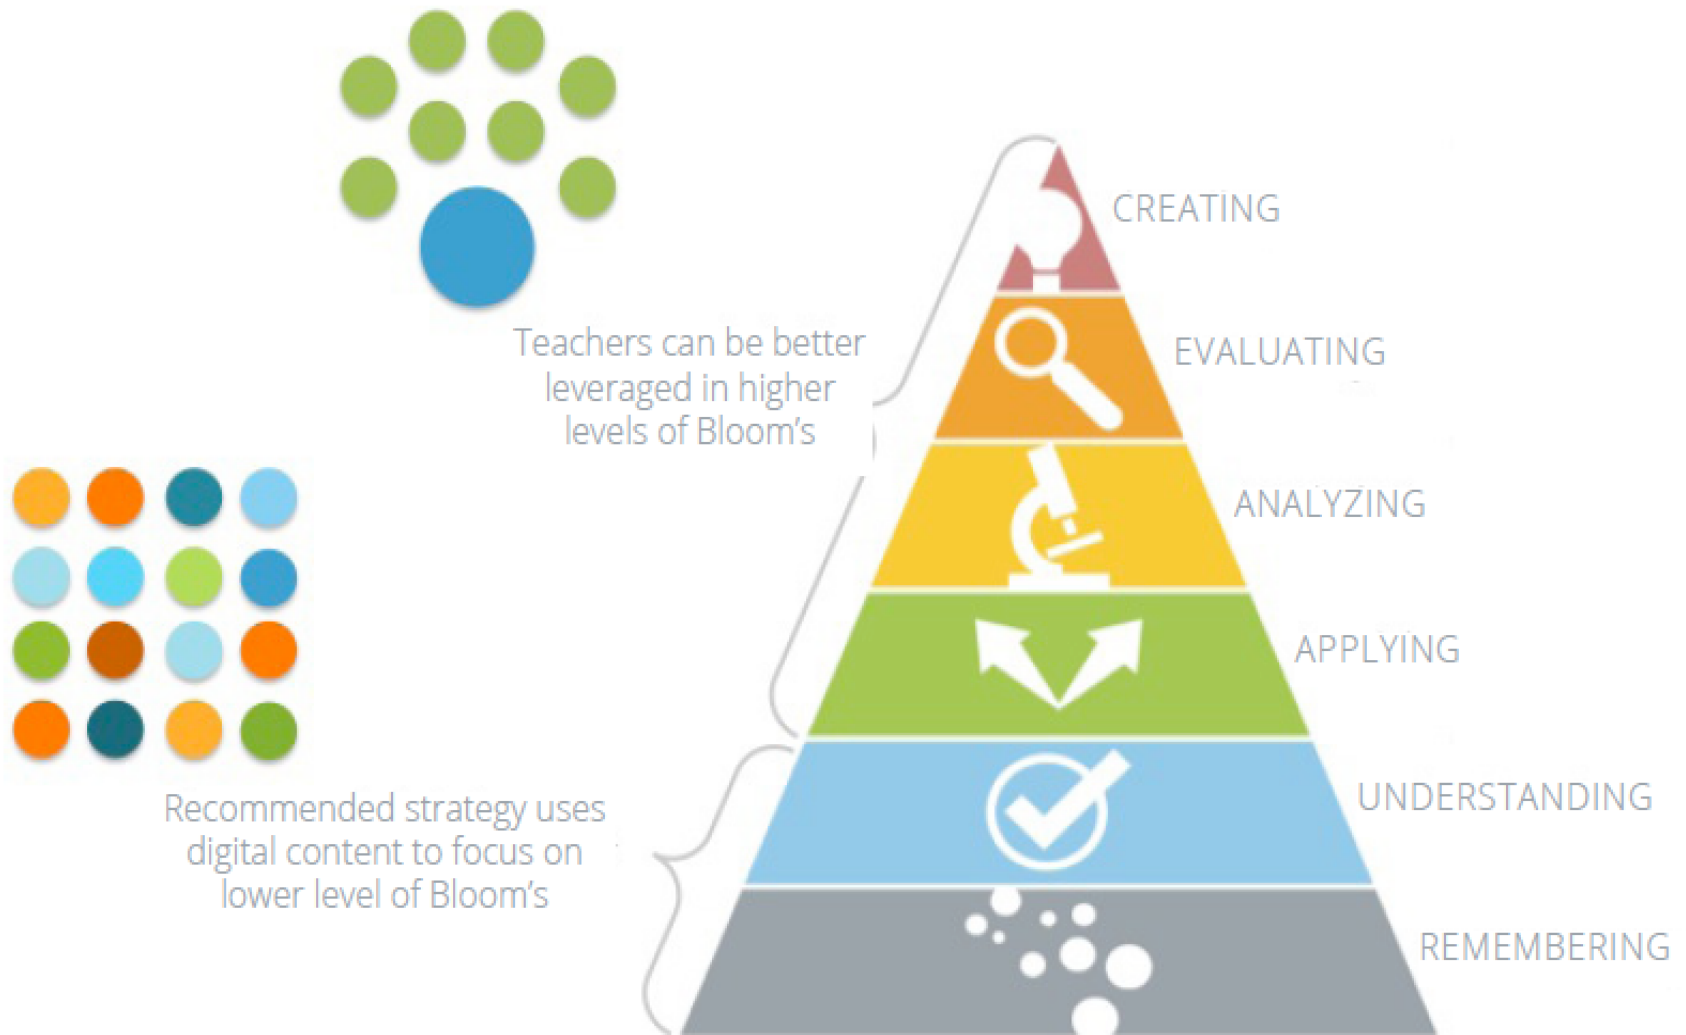 CREATING
Teachers can be better
leveraged in higher
levels of Bloom’s
EVALUATING
ANALYZING
APPLYING
Recommended strategy uses
digital content to focus on
lower level of Bloom’s
UNDERSTANDING
REMEMBERING